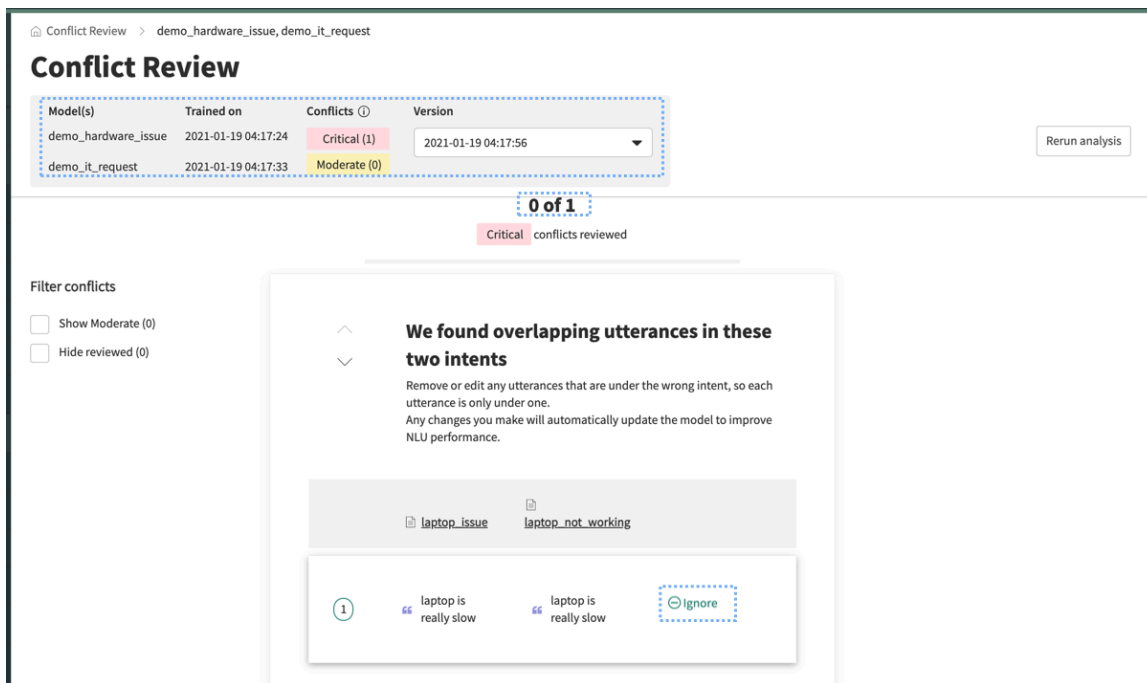 Conflict Review > demo_hardware_issue, demo_it_request
Conflict Review
Model(s) Trained on Conflicts Version
demo_hardware_issue 2021-01-19 04:17:24 Critical (1) 2021-01-19 04:17:56
Rerun analysis
demo_it_request 2021-01-19 04:17:33 Moderate (0)
0 of 1
Critical conflicts reviewed
Filter conflicts
Show Moderate (0)
Hide reviewed (0)
We found overlapping utterances in these
two intents
Remove or edit any utterances that are under the wrong intent, so each
utterance is only under one.
Any changes you make will automatically update the model to improve
NLU performance.
laptop_issue laptop_not_working
1
laptop is
really slow
laptop is
really slow
Ignore